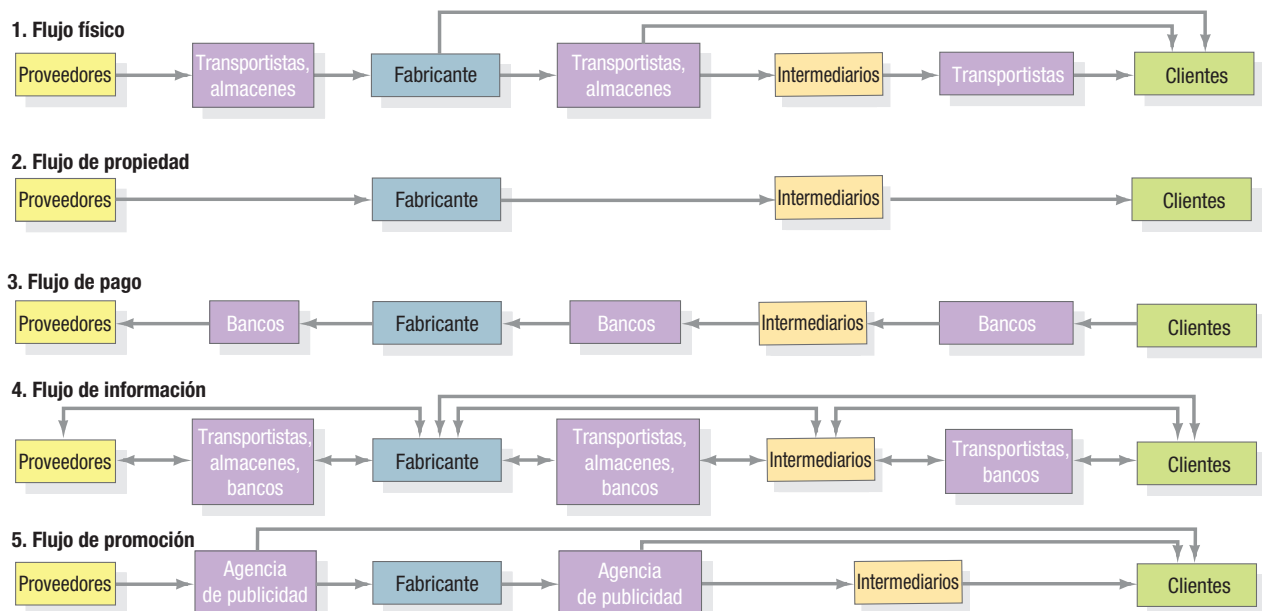 1. Flujo físico
Proveedores
Transportistas,
almacenes
Fabricante
Transportistas,
almacenes
Intermediarios
Transportistas
Clientes
2. Flujo de propiedad
Proveedores
Fabricante
Intermediarios
Clientes
3. Flujo de pago
Proveedores
Bancos
Fabricante
Bancos
Intermediarios
Bancos
Clientes
4. Flujo de información
Proveedores
Transportistas,
almacenes,
bancos
Fabricante
Transportistas,
almacenes,
bancos
Intermediarios
Transportistas,
bancos
Clientes
5. Flujo de promoción
Proveedores
Agencia
de publicidad
Fabricante
Agencia
de publicidad
Intermediarios
Clientes